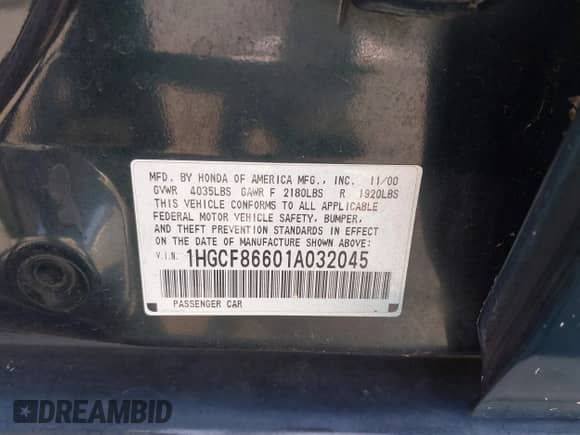 MFD. BY HONDA OF AMERICA MFG., INC. 11/00
GVWR 4035LBS GAWR F 2180LBS R 1920LBS
THIS VEHICLE CONFORMS TO ALL APPLICABLE
FEDERAL MOTOR VEHICLE SAFETY, BUMPER,
AND THEFT PREVENTION STANDARDS IN EFFECT
ON THE DATE OF MANUFACTURE SHOWN ABOVE:
V.I.N: 1HGCF86601A032045
PASSENGER CAR
DREAMBID